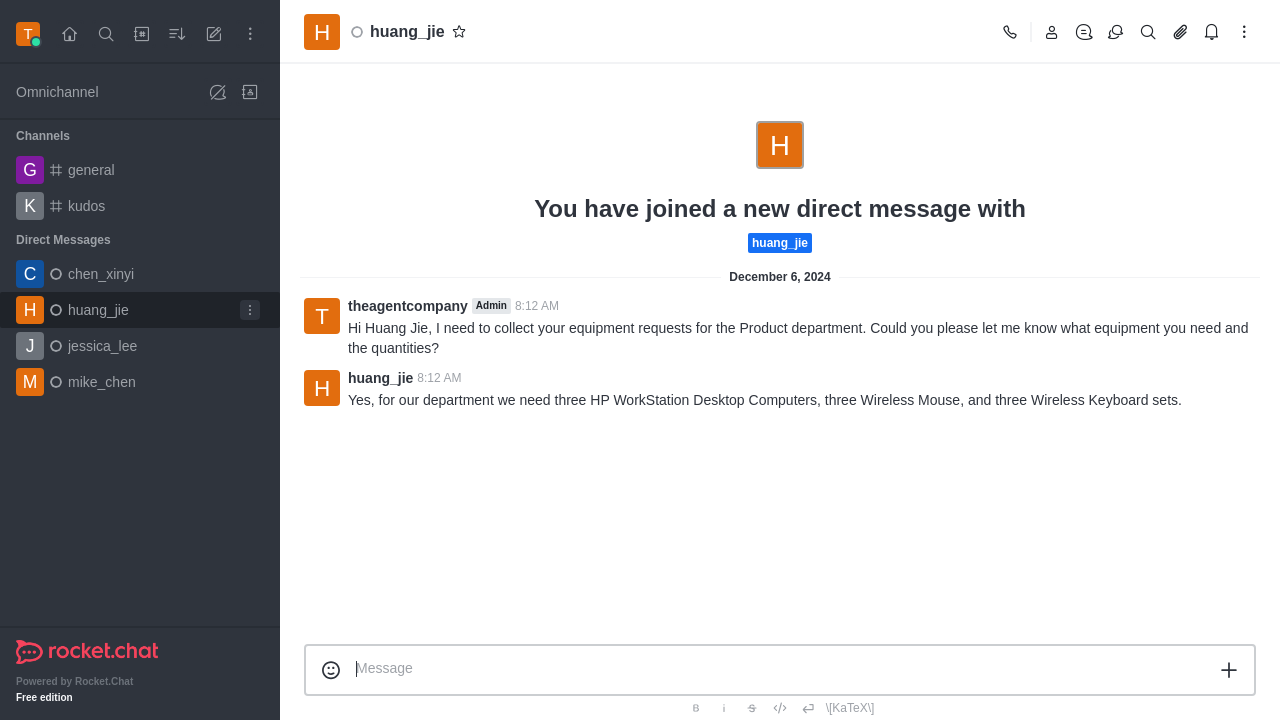 T
H
huang_jie
Omnichannel
Channels
G
general
K
kudos
Direct Messages
C
chen_xinyi
H
huang_jie
J
jessica_lee
M
mike_chen
rocket.chat
Powered by Rocket.Chat
Free edition
H
You have joined a new direct message with
huang_jie
December 6, 2024
T
theagentcompany Admin 8:12 AM
Hi Huang Jie, I need to collect your equipment requests for the Product department. Could you please let me know what equipment you need and
the quantities?
H
huang_jie 8:12 AM
Yes, for our department we need three HP WorkStation Desktop Computers, three Wireless Mouse, and three Wireless Keyboard sets.
Message
B i S </> \[KaTeX\]